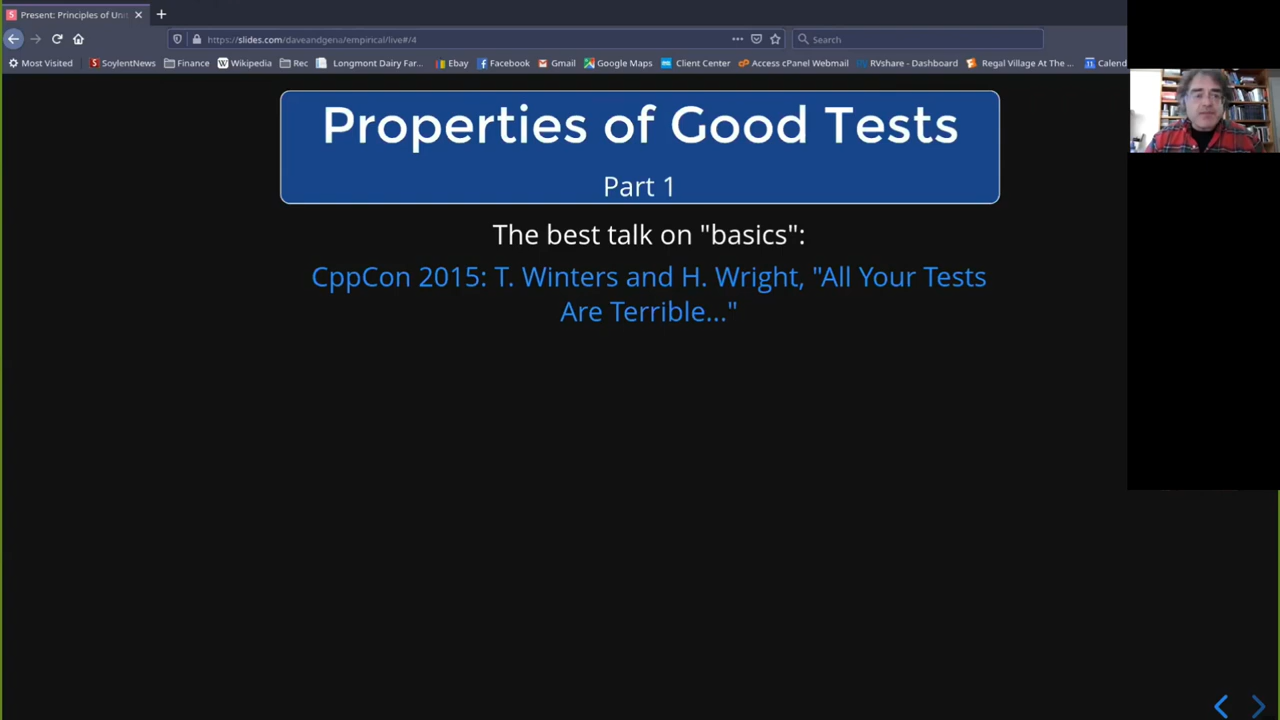 Present: Principles of Uni
https://slides.com/daveandgena/empirical/live#/4
Search
Most Visited
SoylentNews
Finance
Wikipedia
Rec
Longmont Dairy Far...
Ebay
Facebook
Gmail
Google Maps
Client Center
Access cPanel Webmail
RVshare - Dashboard
Regal Village At The ...
Calend
Properties of Good Tests
Part 1
The best talk on "basics":
CppCon 2015: T. Winters and H. Wright, "All Your Tests
Are Terrible..."